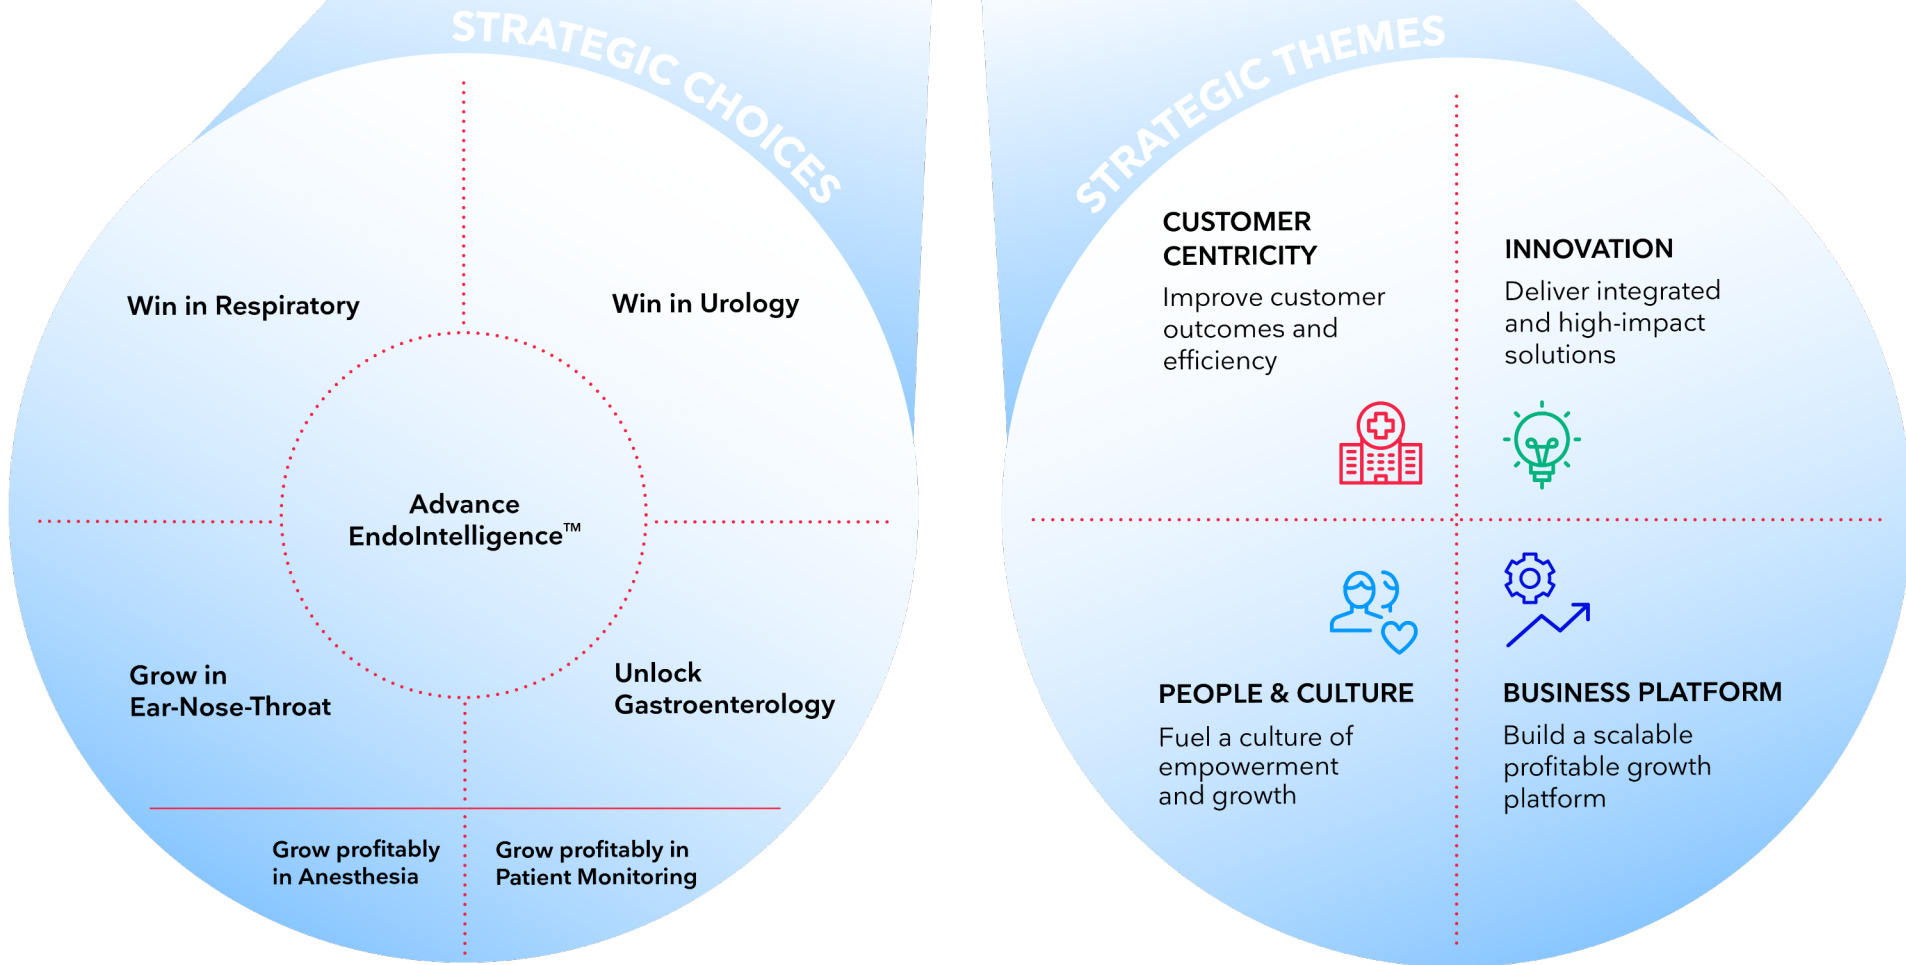 STRATEGIC CHOICES
Win in Respiratory
Win in Urology
Advance
EndoIntelligence™
Grow in
Ear-Nose-Throat
Unlock
Gastroenterology
Grow profitably
in Anesthesia
Grow profitably in
Patient Monitoring
STRATEGIC THEMES
CUSTOMER
CENTRICITY
Improve customer
outcomes and
efficiency
INNOVATION
Deliver integrated
and high-impact
solutions
PEOPLE & CULTURE
Fuel a culture of
empowerment
and growth
BUSINESS PLATFORM
Build a scalable
profitable growth
platform